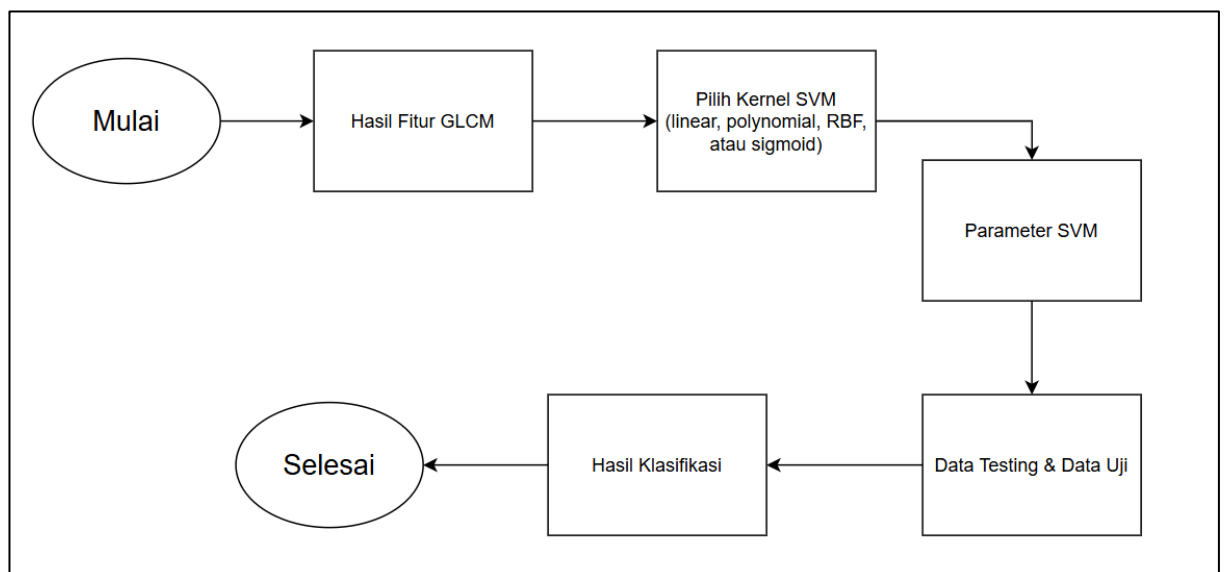 Mulai
Hasil Fitur GLCM
Pilih Kernel SVM
(linear, polynomial, RBF,
atau sigmoid)
Parameter SVM
Data Testing & Data Uji
Hasil Klasifikasi
Selesai